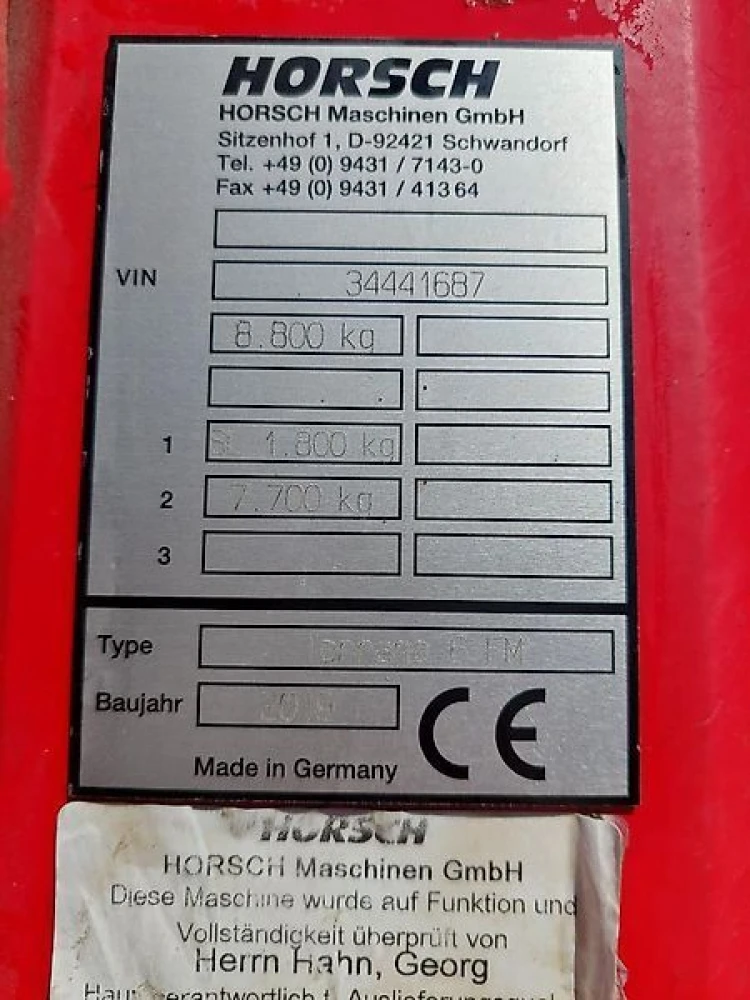 HORSCH
HORSCH Maschinen GmbH
Sitzenhof 1, D-92421 Schwandorf
Tel. +49 (0) 9431 / 7143-0
Fax +49 (0) 9431 / 41364
VIN 34441687
8.800 kg
1 1.800 kg
2 7.700 kg
3
Type FM
Baujahr
CE
Made in Germany
HORSCH
HORSCH Maschinen GmbH
Diese Maschine wurde auf Funktion und
Vollständigkeit überprüft von
Herrn Hahn, Georg